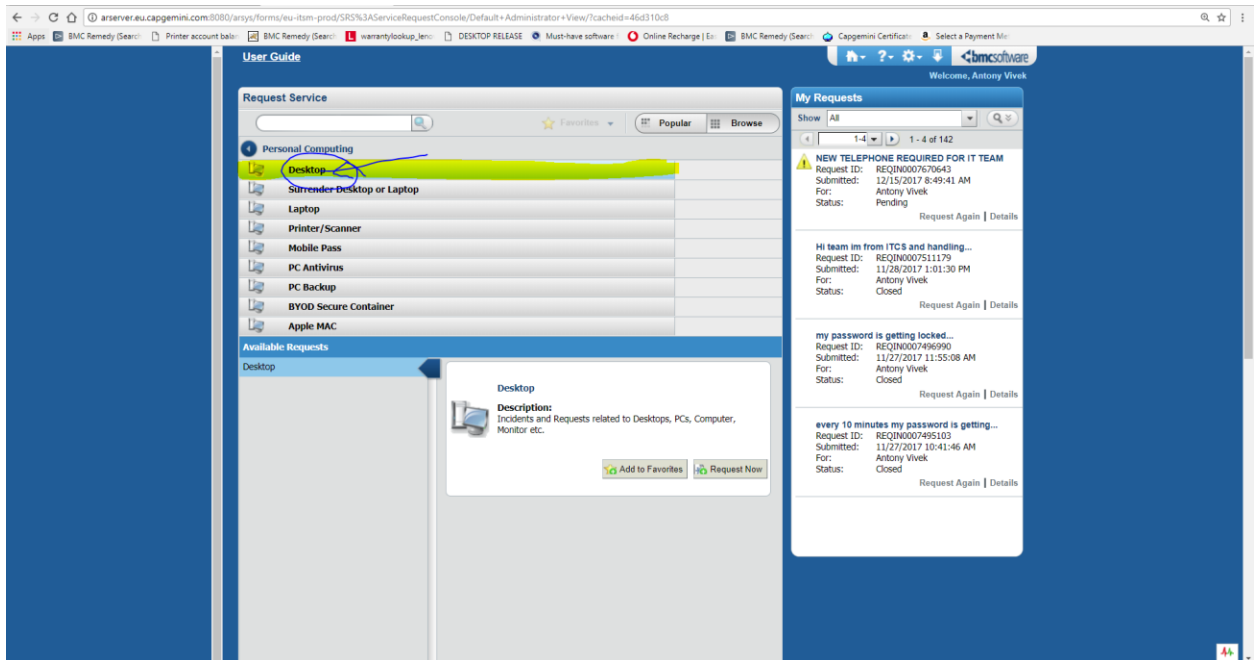 arserver.eu.capgemini.com:8080/arsys/forms/eu-itsm-prod/SRS%3AServiceRequestConsole/Default+Administrator+View/?cacheid=46d310c8
Apps BMC Remedy (Search Printer account balan BMC Remedy (Search warrantylookup_leno DESKTOP RELEASE Must-have software f Online Recharge | Eas BMC Remedy (Search Capgemini Certificate Select a Payment Met
User Guide
bmcsoftware
Welcome, Antony Vivek
Request Service
Favorites
Popular
Browse
Personal Computing
Desktop
Surrender Desktop or Laptop
Laptop
Printer/Scanner
Mobile Pass
PC Antivirus
PC Backup
BYOD Secure Container
Apple MAC
Available Requests
Desktop
Desktop
Description:
Incidents and Requests related to Desktops, PCs, Computer,
Monitor etc.
Add to Favorites
Request Now
My Requests
Show All
1-4 1 - 4 of 142
NEW TELEPHONE REQUIRED FOR IT TEAM
Request ID: REQIN0007670643
Submitted: 12/15/2017 8:49:41 AM
For: Antony Vivek
Status: Pending
Request Again | Details
Hi team im from ITCS and handling...
Request ID: REQIN0007511179
Submitted: 11/28/2017 1:01:30 PM
For: Antony Vivek
Status: Closed
Request Again | Details
my password is getting locked...
Request ID: REQIN0007496990
Submitted: 11/27/2017 11:55:08 AM
For: Antony Vivek
Status: Closed
Request Again | Details
every 10 minutes my password is getting...
Request ID: REQIN0007495103
Submitted: 11/27/2017 10:41:46 AM
For: Antony Vivek
Status: Closed
Request Again | Details